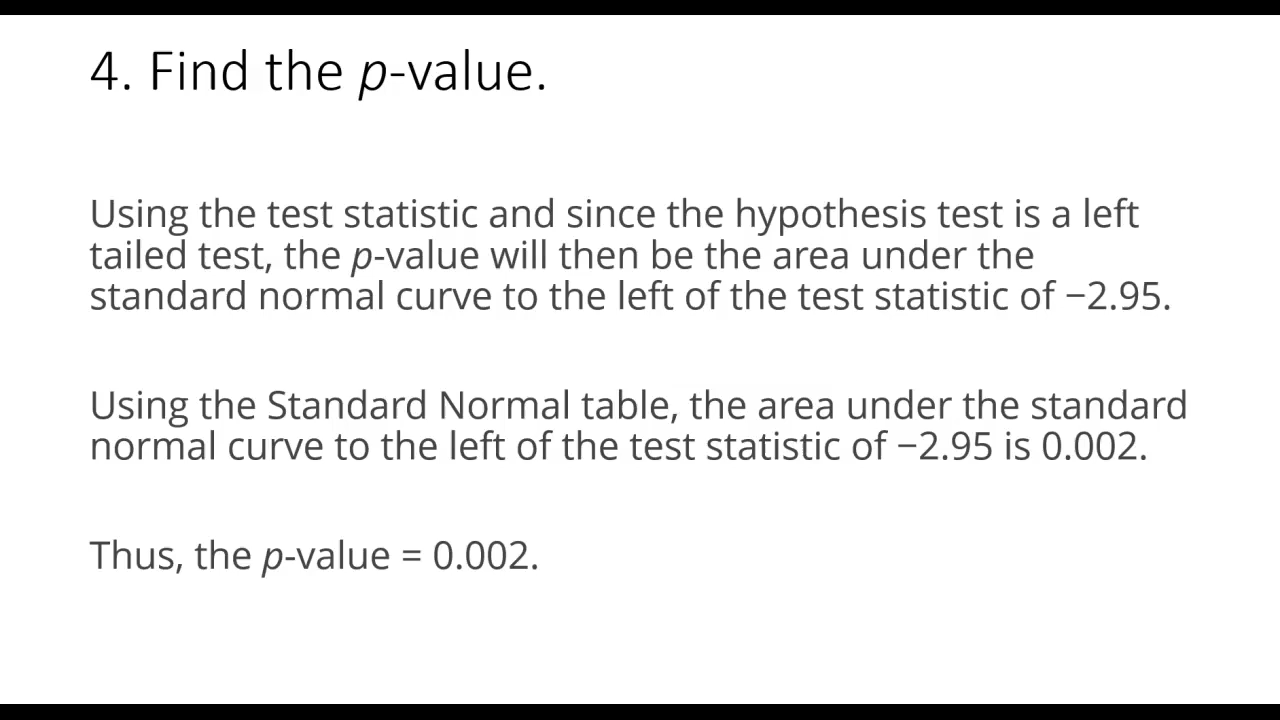 4. Find the p-value.
Using the test statistic and since the hypothesis test is a left
tailed test, the p-value will then be the area under the
standard normal curve to the left of the test statistic of −2.95.
Using the Standard Normal table, the area under the standard
normal curve to the left of the test statistic of −2.95 is 0.002.
Thus, the p-value = 0.002.